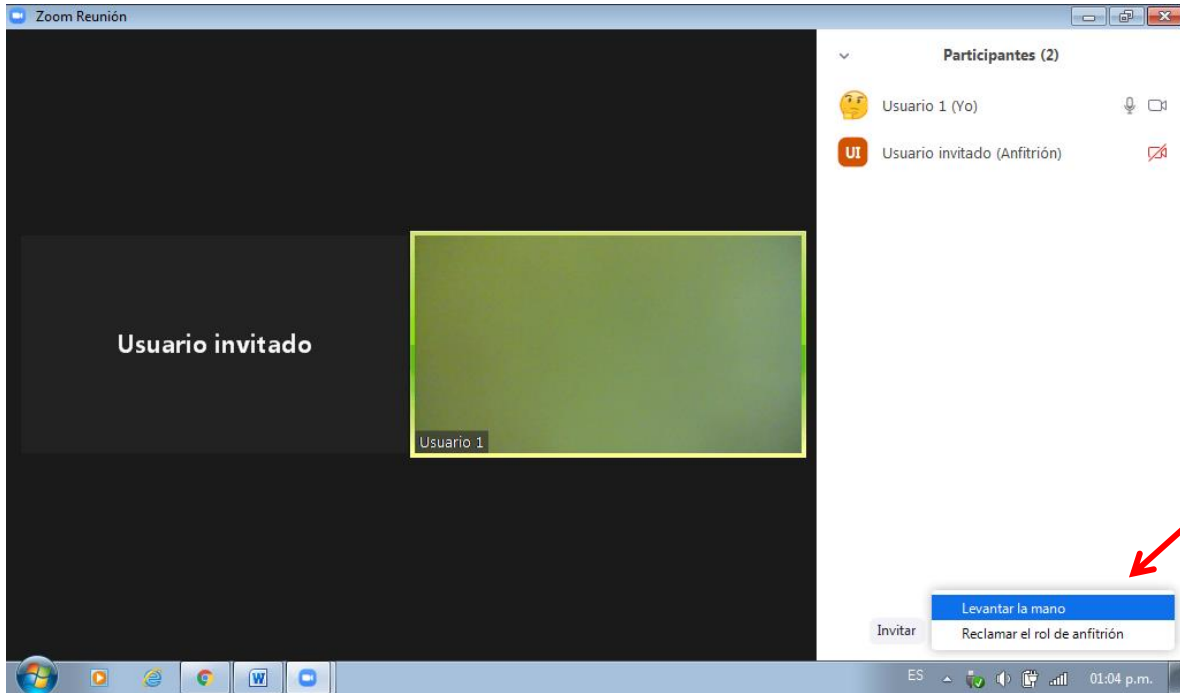 Zoom Reunión
Participantes (2)
Usuario 1 (Yo)
UI Usuario invitado (Anfitrión)
Usuario invitado
Usuario 1
Levantar la mano
Invitar
Reclamar el rol de anfitrión
W
ES
01:04 p.m.